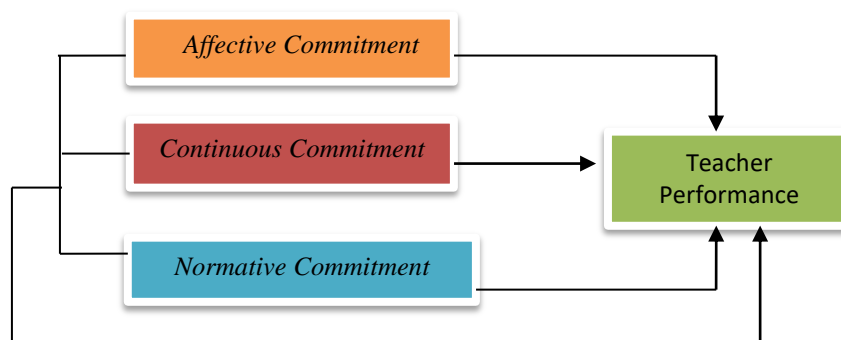 Affective Commitment
Continuous Commitment
Teacher
Performance
Normative Commitment